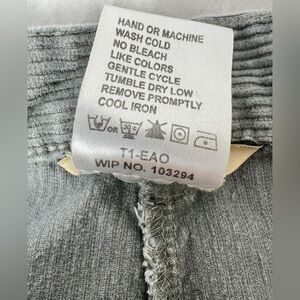 HAND OR MACHINE
WASH COLD
NO BLEACH
LIKE COLORS
GENTLE CYCLE
TUMBLE DRY LOW
REMOVE PROMPTLY
COOL IRON
OR
T1-EAO
WIP NO. 103294